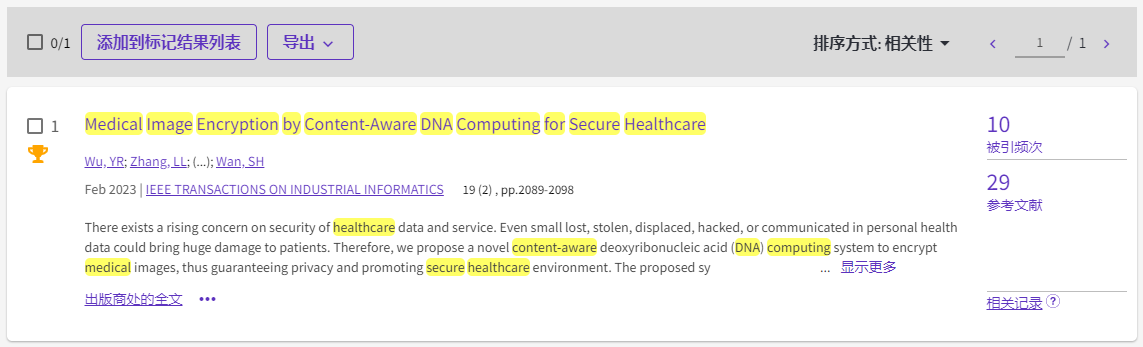 0/1 添加到标记结果列表 导出 排序方式: 相关性 1 / 1
1 Medical Image Encryption by Content-Aware DNA Computing for Secure Healthcare
10
被引频次
Wu, YR; Zhang, LL; (...); Wan, SH
29
参考文献
Feb 2023 | IEEE TRANSACTIONS ON INDUSTRIAL INFORMATICS 19 (2) , pp.2089-2098
There exists a rising concern on security of healthcare data and service. Even small lost, stolen, displaced, hacked, or communicated in personal health
data could bring huge damage to patients. Therefore, we propose a novel content-aware deoxyribonucleic acid (DNA) computing system to encrypt
medical images, thus guaranteeing privacy and promoting secure healthcare environment. The proposed sy ... 显示更多
出版商处的全文 •••
相关记录 ?